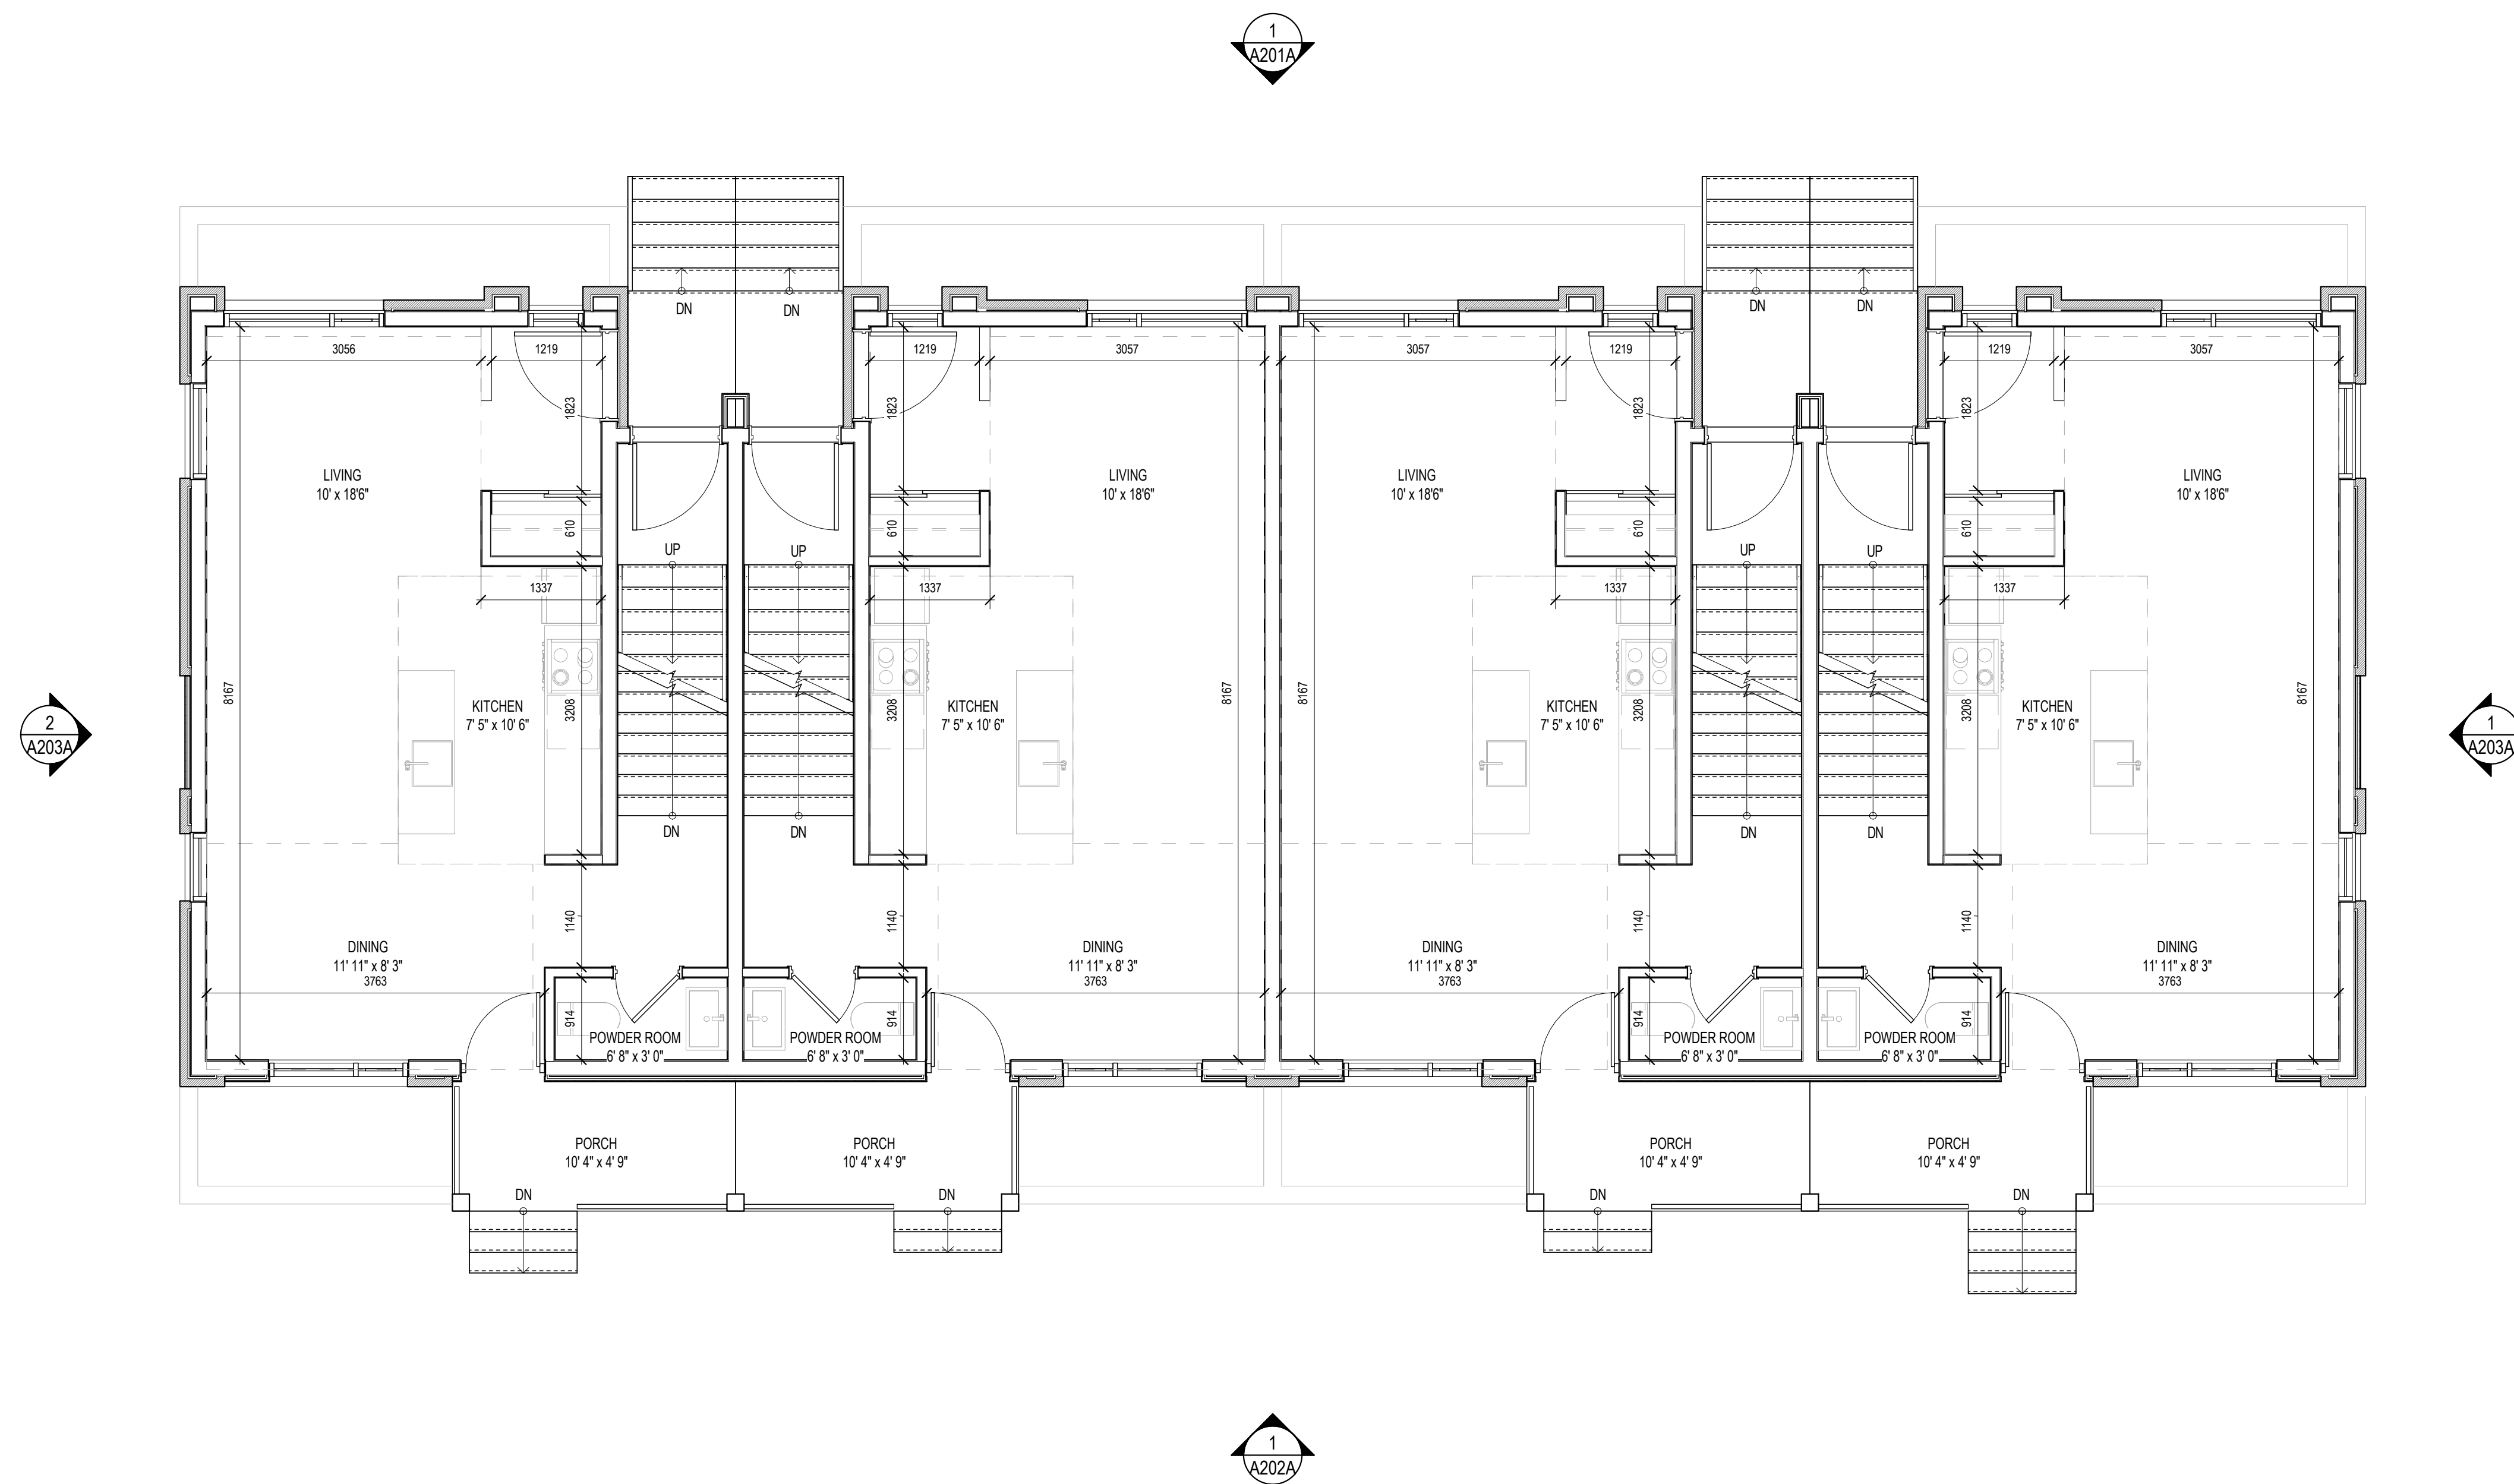 1
A201A
DN
DN
DN
DN
3056
1219
1219
3057
3057
1219
1219
3057
1823
1823
1823
1823
LIVING
10' x 18'6"
LIVING
10' x 18'6"
LIVING
10' x 18'6"
LIVING
10' x 18'6"
610
610
610
610
UP
UP
UP
UP
1337
1337
1337
1337
8167
8167
8167
8167
KITCHEN
7' 5" x 10' 6"
KITCHEN
7' 5" x 10' 6"
KITCHEN
7' 5" x 10' 6"
KITCHEN
7' 5" x 10' 6"
3208
3208
3208
3208
2
A203A
1
A203A
DN
DN
DN
DN
1140
1140
1140
1140
DINING
11' 11" x 8' 3"
3763
DINING
11' 11" x 8' 3"
3763
DINING
11' 11" x 8' 3"
3763
DINING
11' 11" x 8' 3"
3763
914
914
914
914
POWDER ROOM
6' 8" x 3' 0"
POWDER ROOM
6' 8" x 3' 0"
POWDER ROOM
6' 8" x 3' 0"
POWDER ROOM
6' 8" x 3' 0"
PORCH
10' 4" x 4' 9"
PORCH
10' 4" x 4' 9"
PORCH
10' 4" x 4' 9"
PORCH
10' 4" x 4' 9"
DN
DN
DN
DN
1
A202A